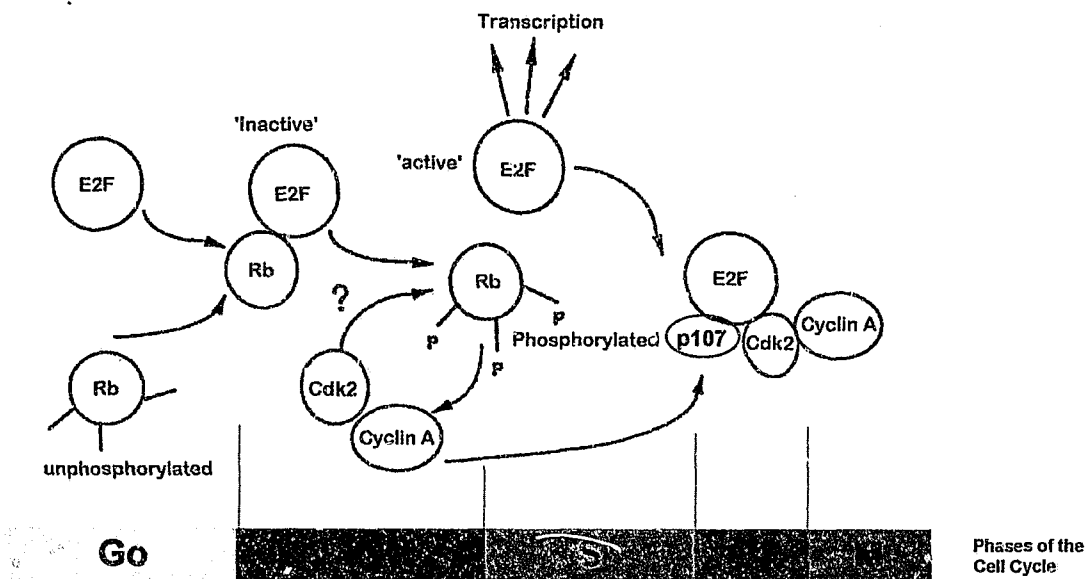 Transcription
'Inactive'
'active'
E2F
E2F
E2F
Rb
E2F
?
Rb
p
p
p
Phosphorylated
p107
Cdk2
Cyclin A
Rb
Cdk2
Cyclin A
unphosphorylated
Go
S
Phases of the
Cell Cycle